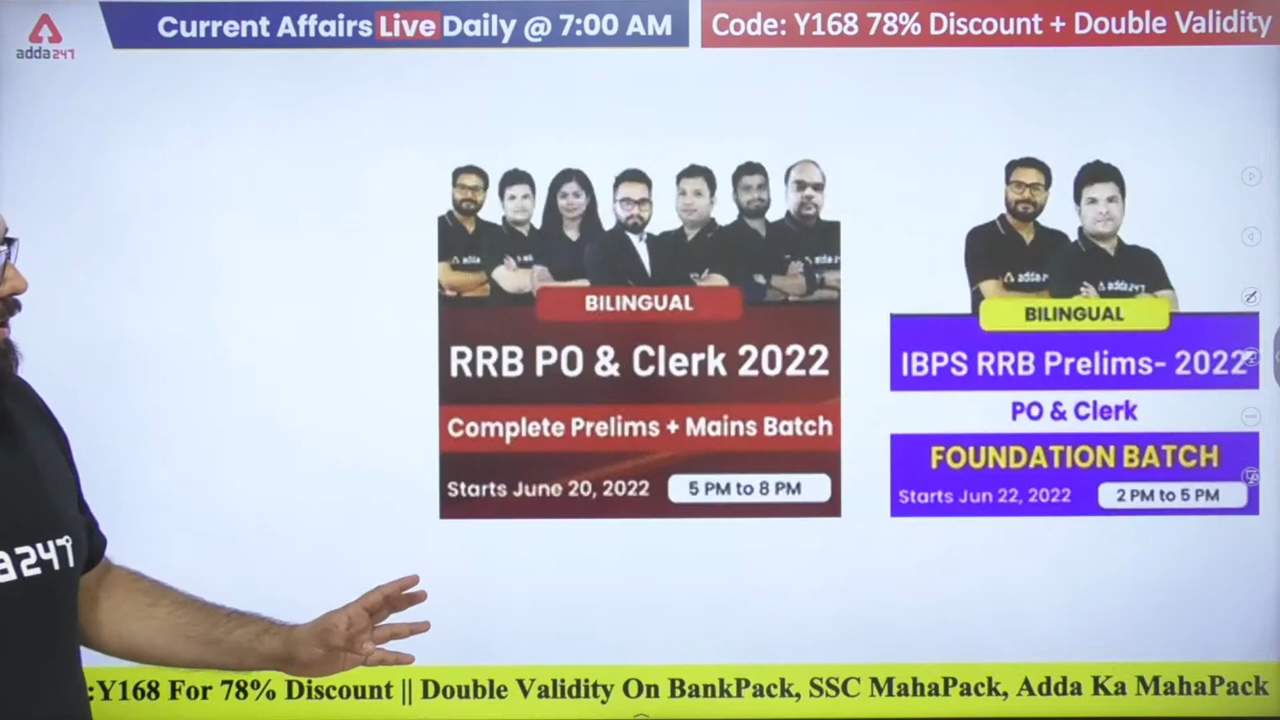 Current Affairs Live Daily @ 7:00 AM
Code: Y168 78% Discount + Double Validity
adda247
BILINGUAL
RRB PO & Clerk 2022
Complete Prelims + Mains Batch
Starts June 20, 2022
5 PM to 8 PM
BILINGUAL
IBPS RRB Prelims- 2022
PO & Clerk
FOUNDATION BATCH
Starts Jun 22, 2022
2 PM to 5 PM
a247
:Y168 For 78% Discount || Double Validity On BankPack, SSC MahaPack, Adda Ka MahaPack